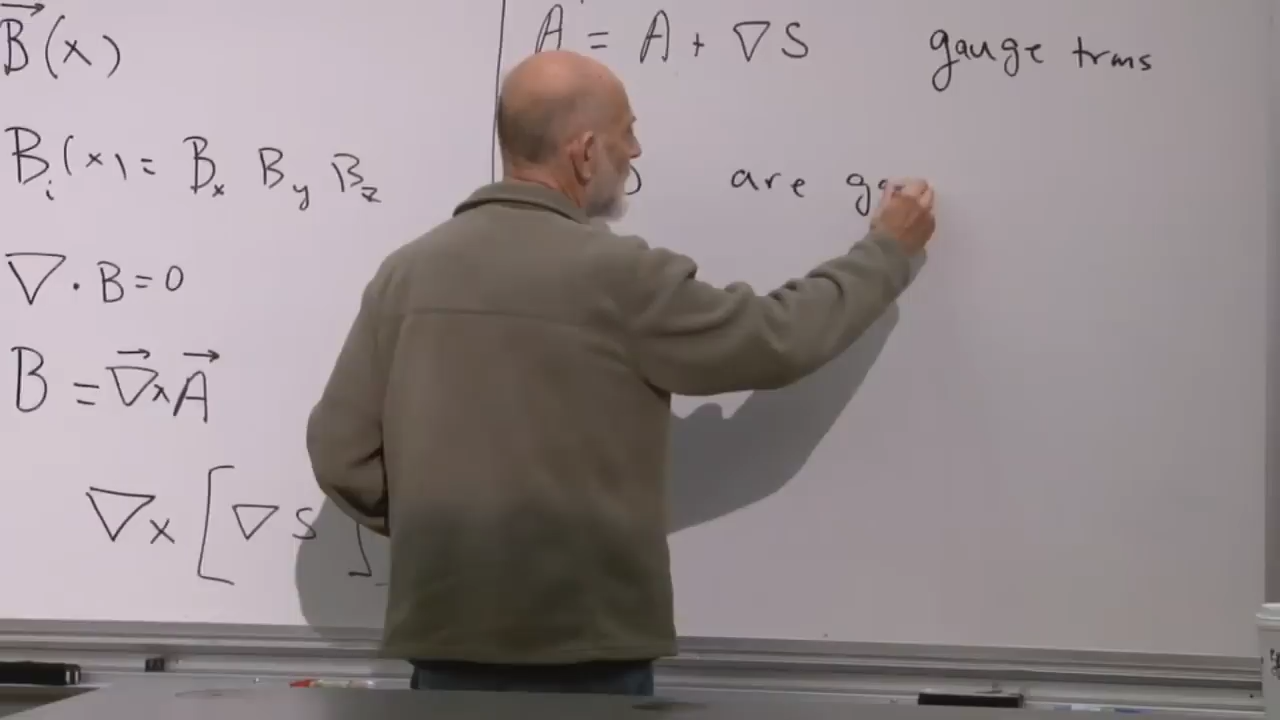 B⃗(x)
B_i(x) = B_x B_y B_z
∇ · B = 0
B = ∇⃗ × A⃗
∇ × [∇ S]
A' = A + ∇S gauge trns
are g